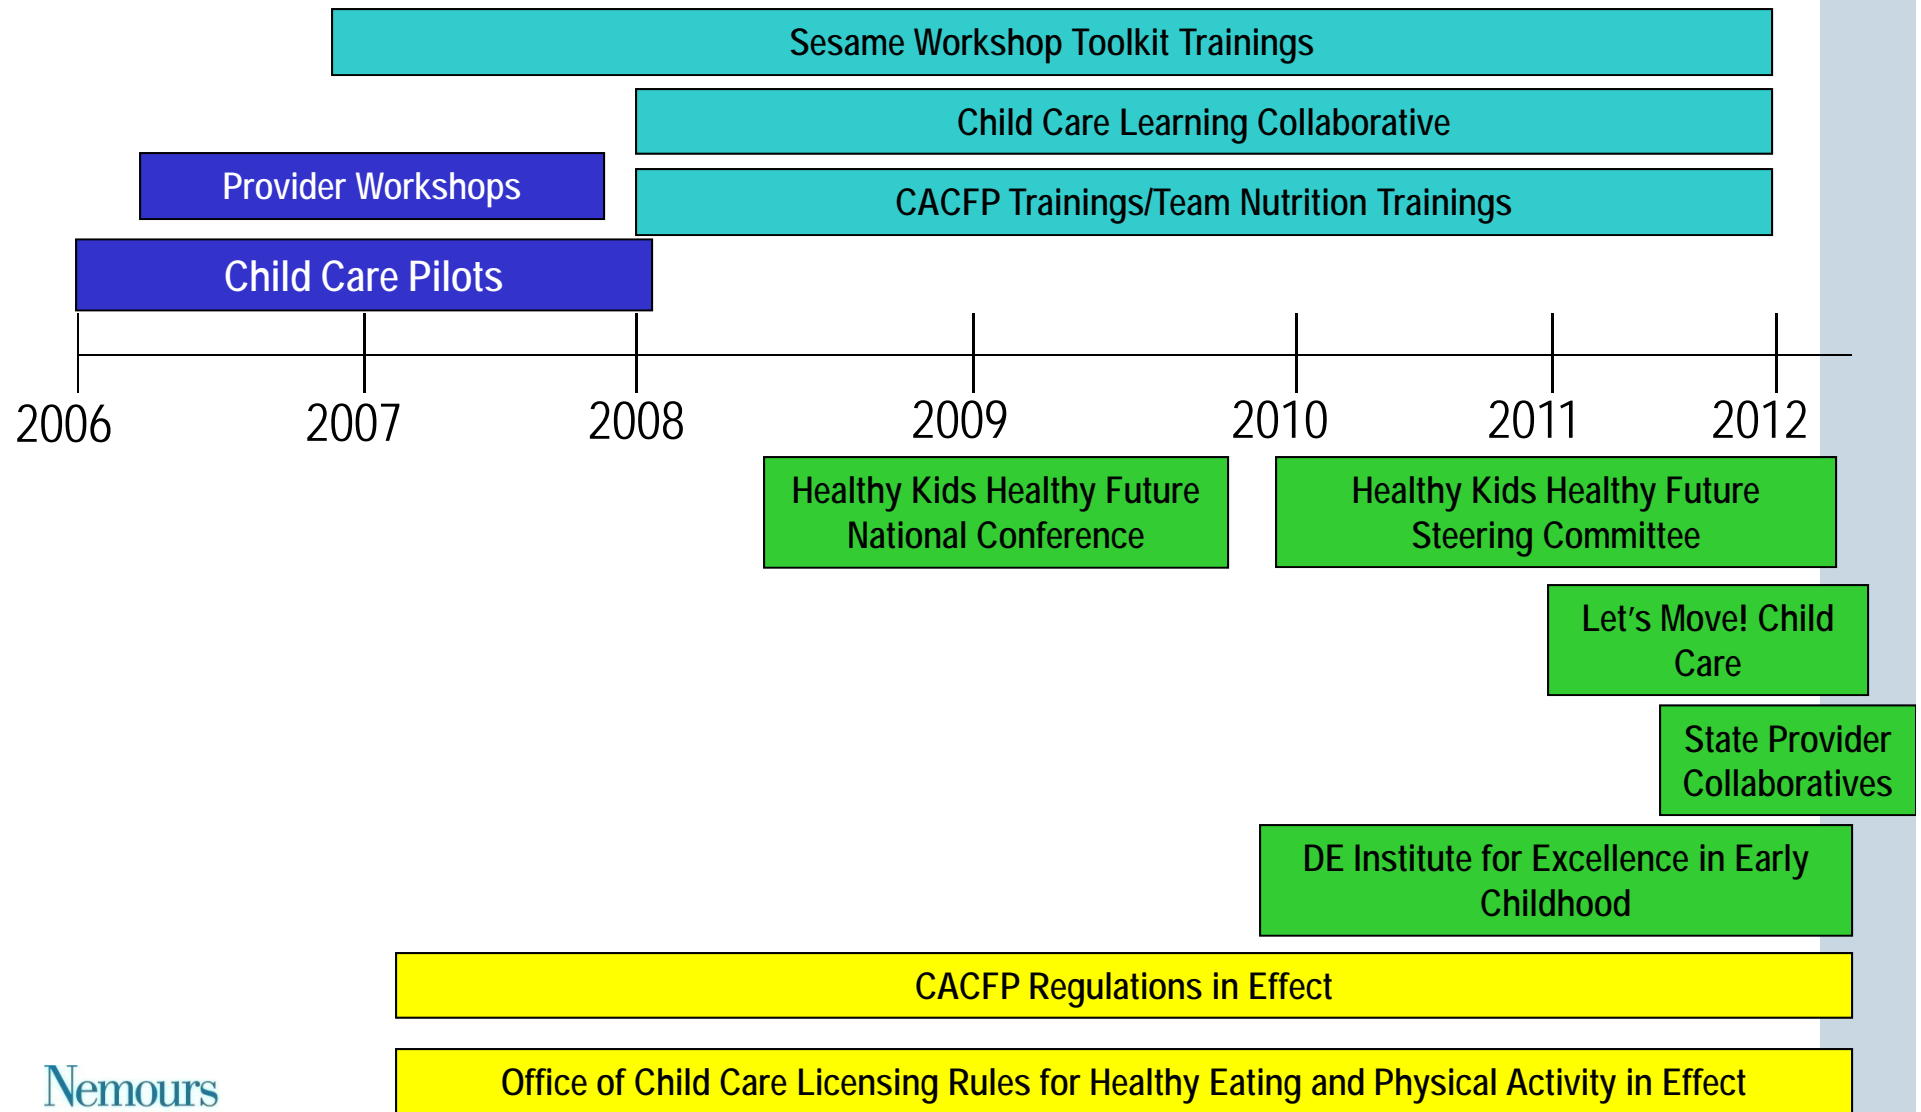 Sesame Workshop Toolkit Trainings
Child Care Learning Collaborative
Provider Workshops
CACFP Trainings/Team Nutrition Trainings
Child Care Pilots
2006 2007 2008 2009 2010 2011 2012
Healthy Kids Healthy Future
National Conference
Healthy Kids Healthy Future
Steering Committee
Let's Move! Child
Care
State Provider
Collaboratives
DE Institute for Excellence in Early
Childhood
CACFP Regulations in Effect
Office of Child Care Licensing Rules for Healthy Eating and Physical Activity in Effect
Nemours